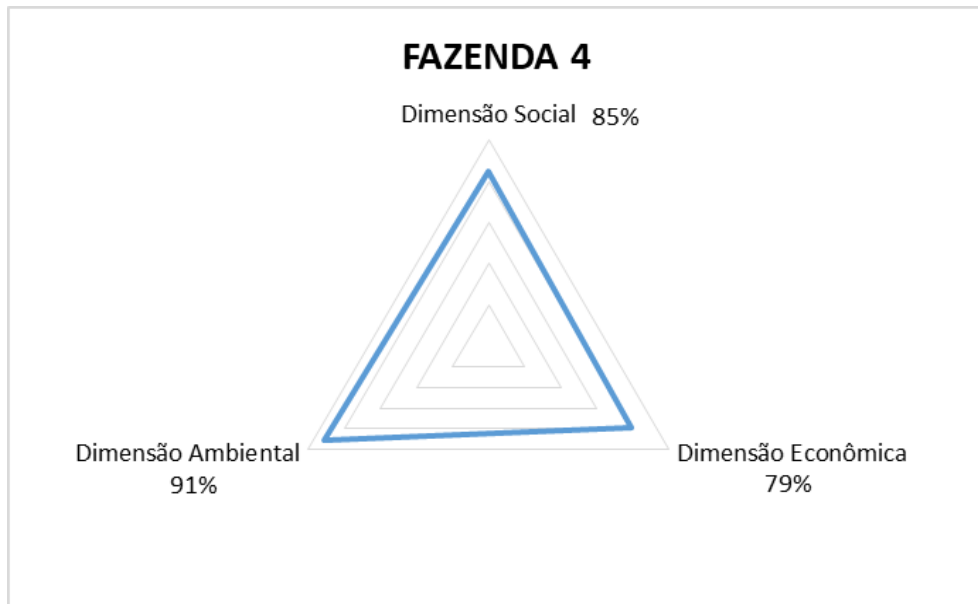 FAZENDA 4
Dimensão Social 85%
Dimensão Ambiental
91%
Dimensão Econômica
79%